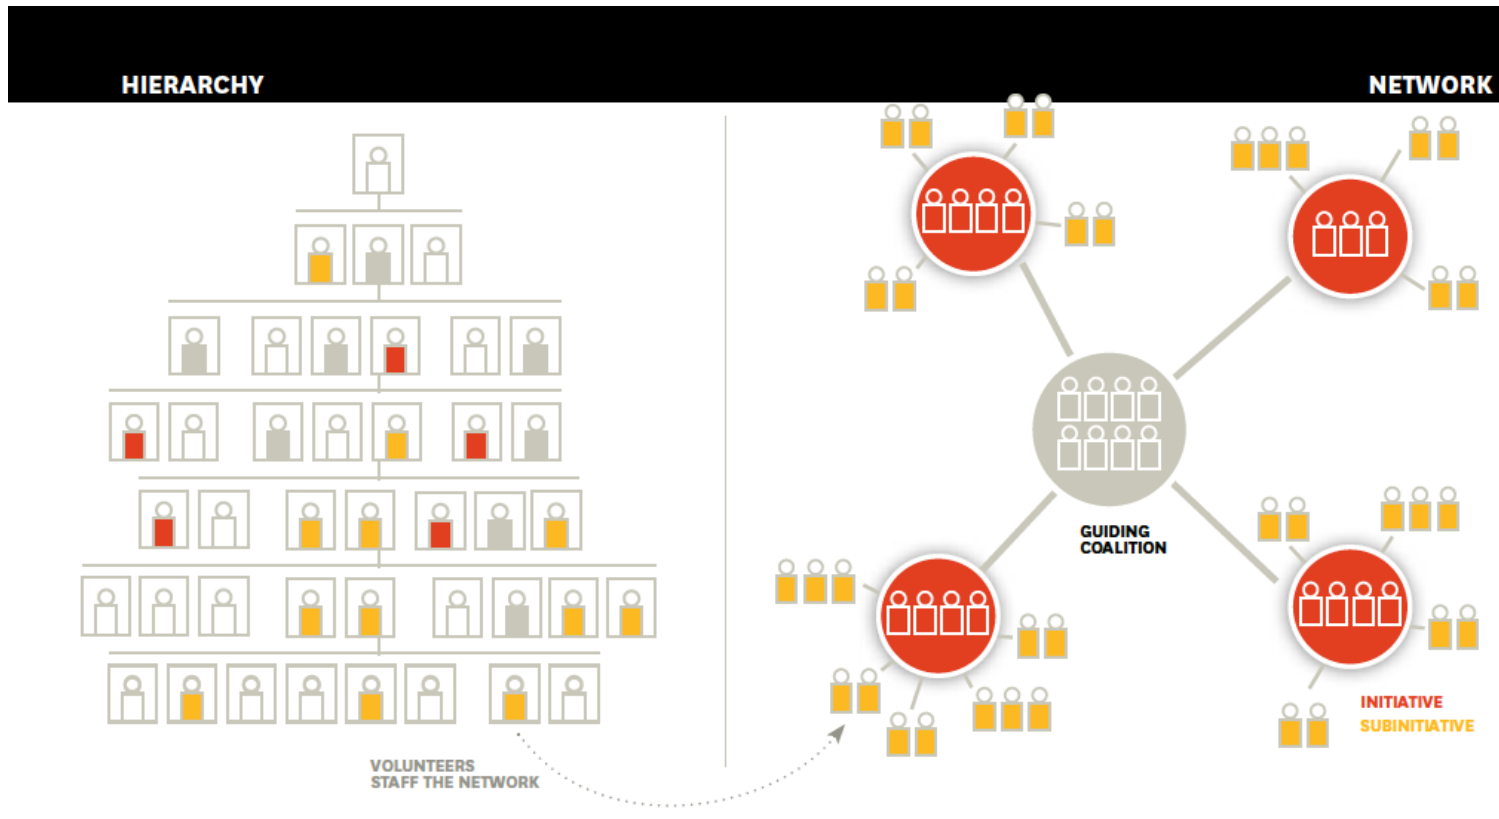 HIERARCHY
NETWORK
GUIDING
COALITION
INITIATIVE
SUBINITIATIVE
VOLUNTEERS
STAFF THE NETWORK